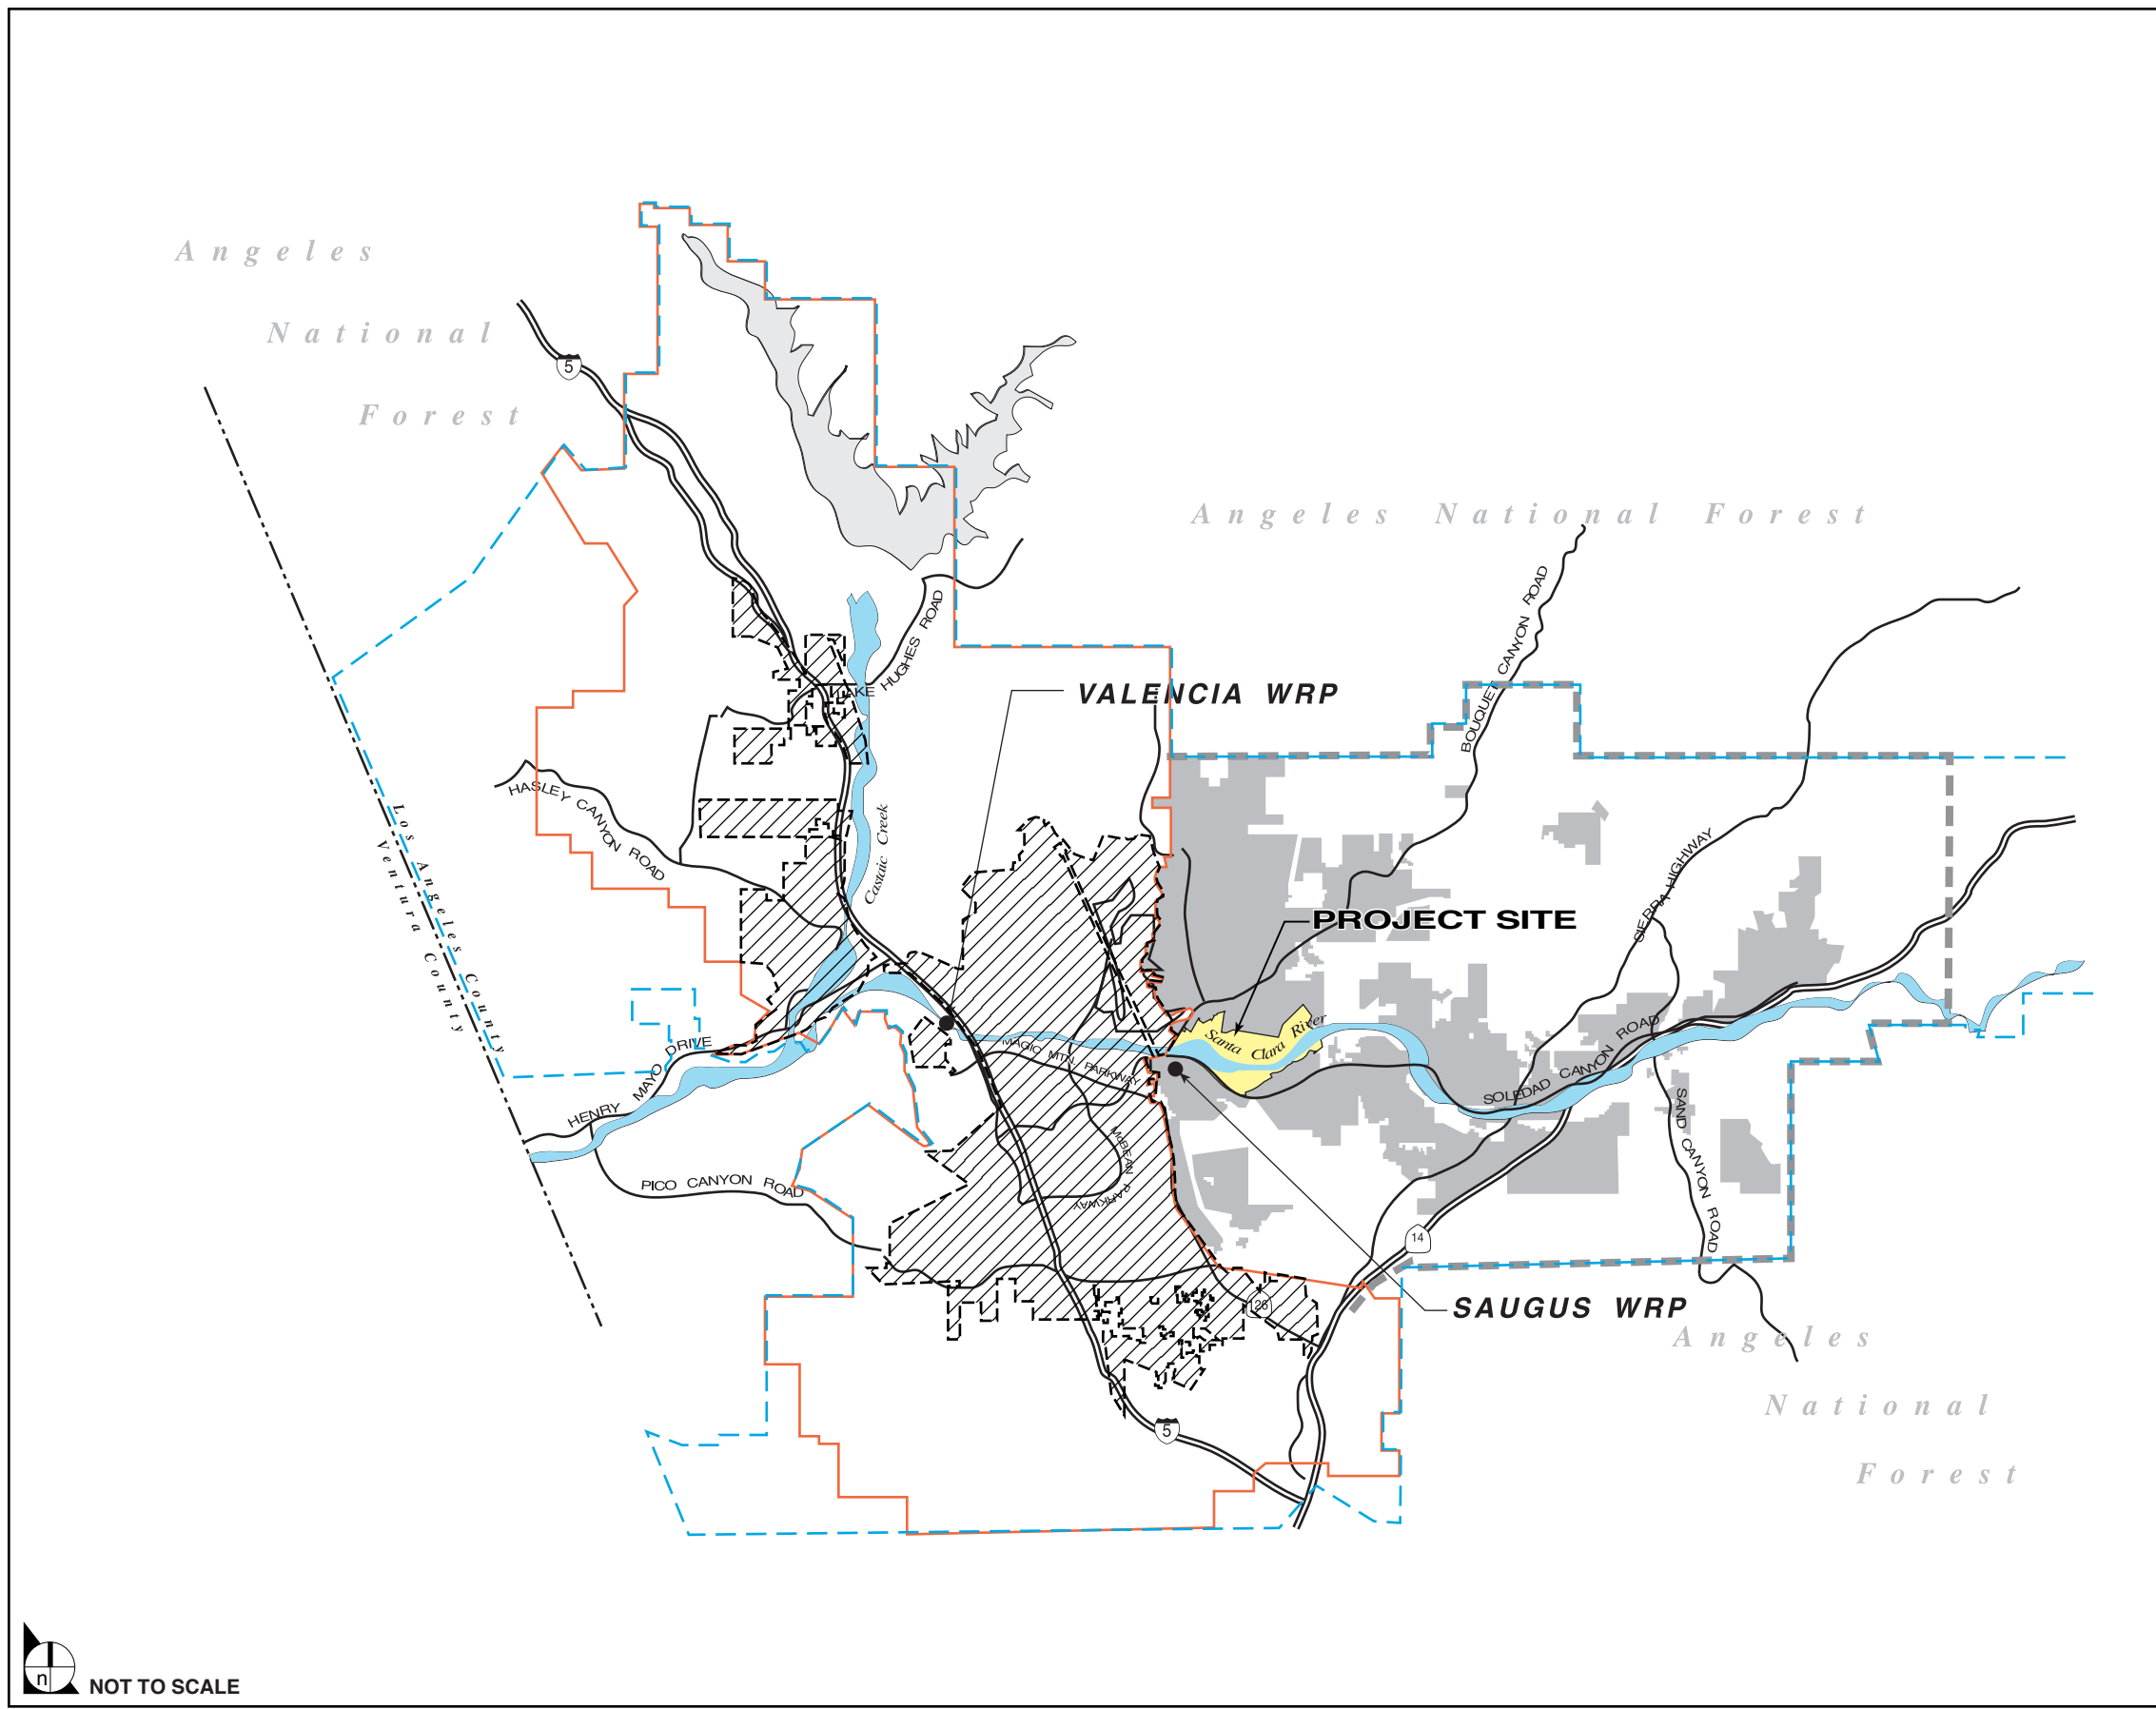 Angeles
National
Forest
5
Angeles National Forest
BOUQUET CANYON ROAD
LAKE HUGHES ROAD
VALENCIA WRP
HASLEY CANYON ROAD
Castaic Creek
SIERRA HIGHWAY
PROJECT SITE
Los Angeles County
Ventura County
Santa Clara River
HENRY MAYO DRIVE
MAGIC MTN. PARKWAY
SOLEDAD CANYON ROAD
SAND CANYON ROAD
McBEAN PARKWAY
PICO CANYON ROAD
14
126
SAUGUS WRP
Angeles
National
Forest
5
n
NOT TO SCALE